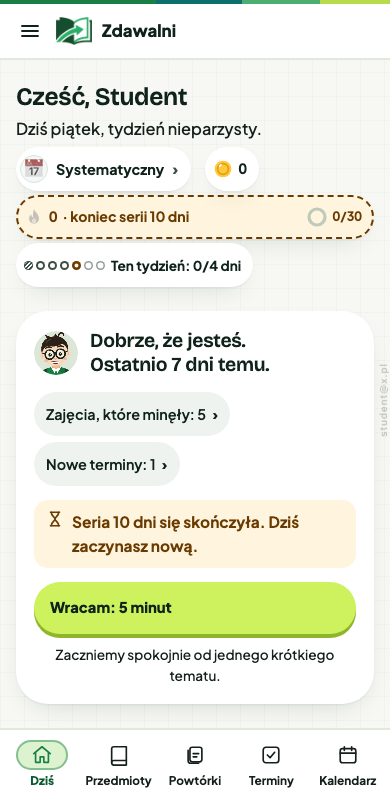 Zdawalni
Cześć, Student
Dziś piątek, tydzień nieparzysty.
17 Systematyczny ›
0
0 · koniec serii 10 dni
0/30
Ten tydzień: 0/4 dni
Dobrze, że jesteś.
Ostatnio 7 dni temu.
Zajęcia, które minęły: 5 ›
Nowe terminy: 1 ›
Seria 10 dni się skończyła. Dziś
zaczynasz nową.
Wracam: 5 minut
Zaczniemy spokojnie od jednego krótkiego
tematu.
student@x.pl
Dziś
Przedmioty
Powtórki
Terminy
Kalendarz